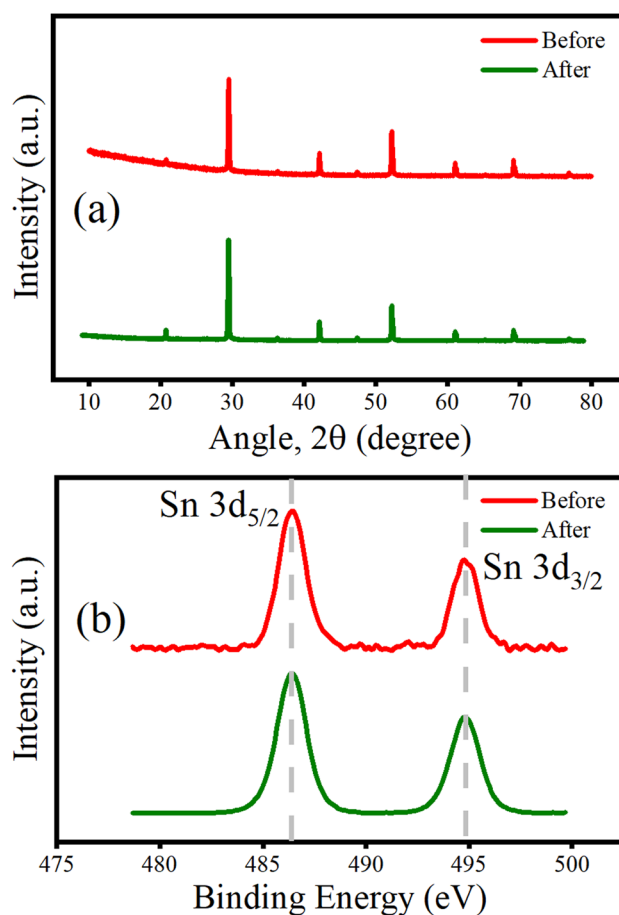 Before
After
(a)
Intensity (a.u.)
10 20 30 40 50 60 70 80
Angle, 2θ (degree)
Before
After
Sn 3d5/2
Sn 3d3/2
(b)
Intensity (a.u.)
475 480 485 490 495 500
Binding Energy (eV)